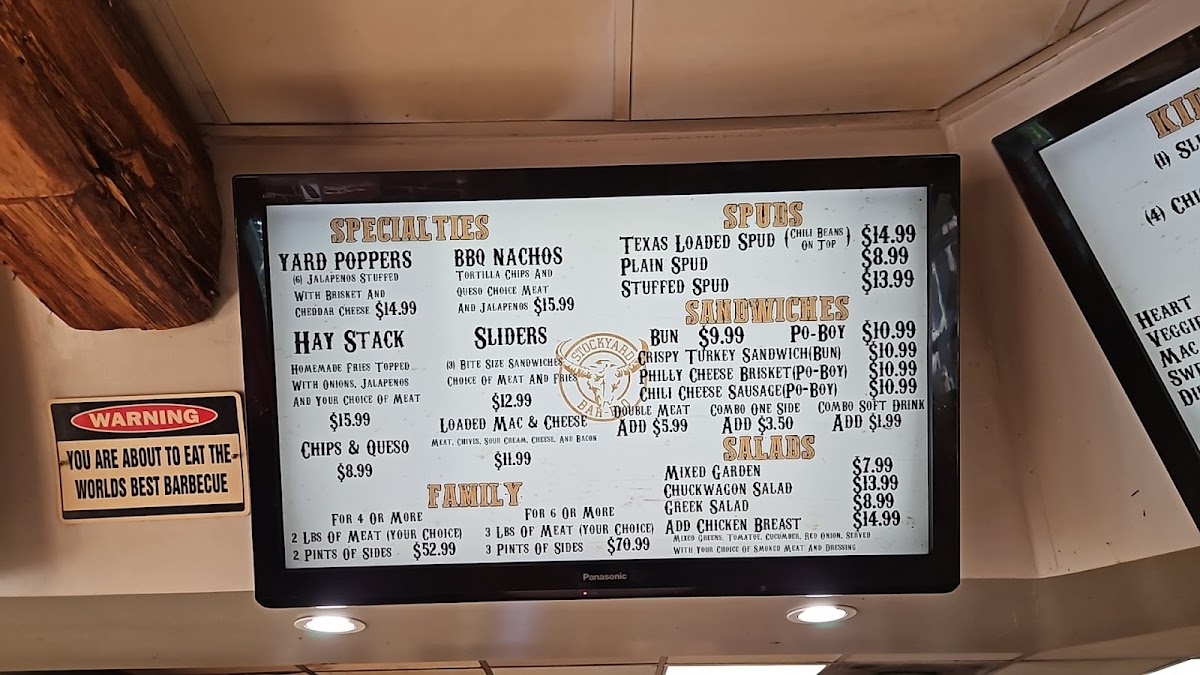 WARNING
YOU ARE ABOUT TO EAT THE
WORLDS BEST BARBECUE
SPECIALTIES
YARD POPPERS
(6) JALAPENOS STUFFED
WITH BRISKET AND
CHEDDAR CHEESE $14.99
BBQ NACHOS
TORTILLA CHIPS AND
QUESO CHOICE MEAT
AND JALAPENOS $15.99
HAY STACK
HOMEMADE FRIES TOPPED
WITH ONIONS, JALAPENOS
AND YOUR CHOICE OF MEAT
$15.99
SLIDERS
(3) BITE SIZE SANDWICHES
CHOICE OF MEAT AND FRIES
$12.99
CHIPS & QUESO
$8.99
LOADED MAC & CHEESE
MEAT, CHIVES, SOUR CREAM, CHEESE, AND BACON
$11.99
FAMILY
FOR 4 OR MORE
2 LBS OF MEAT (YOUR CHOICE)
2 PINTS OF SIDES $52.99
FOR 6 OR MORE
3 LBS OF MEAT (YOUR CHOICE)
3 PINTS OF SIDES $70.99
STOCKYARDS
BAR-B-Q
SPUDS
TEXAS LOADED SPUD (CHILI BEANS ON TOP) $14.99
PLAIN SPUD $8.99
STUFFED SPUD $13.99
SANDWICHES
BUN $9.99 PO-BOY $10.99
CRISPY TURKEY SANDWICH(BUN) $10.99
PHILLY CHEESE BRISKET(PO-BOY) $10.99
CHILI CHEESE SAUSAGE(PO-BOY) $10.99
DOUBLE MEAT COMBO ONE SIDE COMBO SOFT DRINK
ADD $5.99 ADD $3.50 ADD $1.99
SALADS
MIXED GARDEN $7.99
CHUCKWAGON SALAD $13.99
GREEK SALAD $8.99
ADD CHICKEN BREAST $14.99
MIXED GREENS, TOMATOE, CUCUMBER, RED ONION, SERVED
WITH YOUR CHOICE OF SMOKED MEAT AND DRESSING
Panasonic
(1)
(4)
HEART
MAC